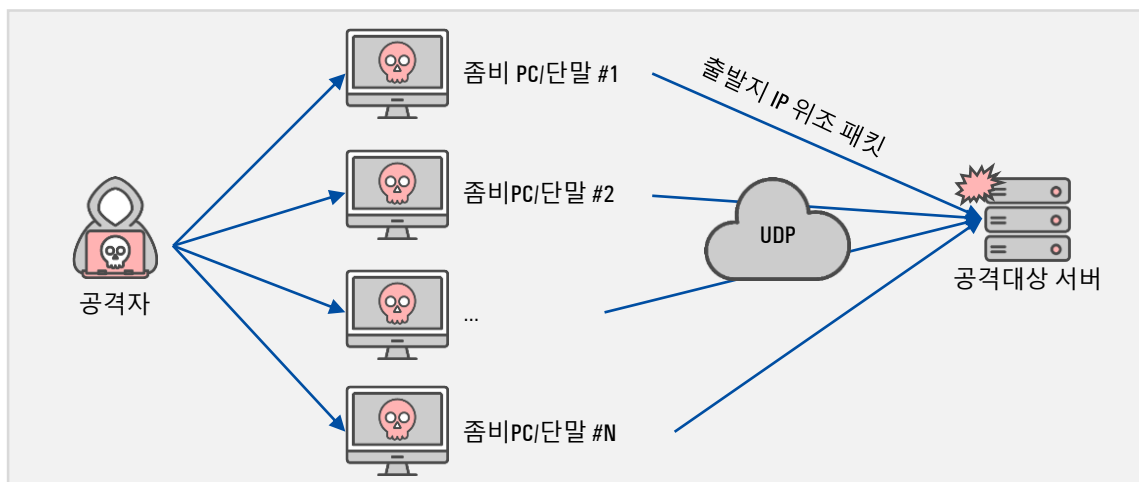 좀비 PC/단말 #1
출발지 IP 위조 패킷
좀비PC/단말 #2
UDP
공격자
공격대상 서버
...
좀비PC/단말 #N